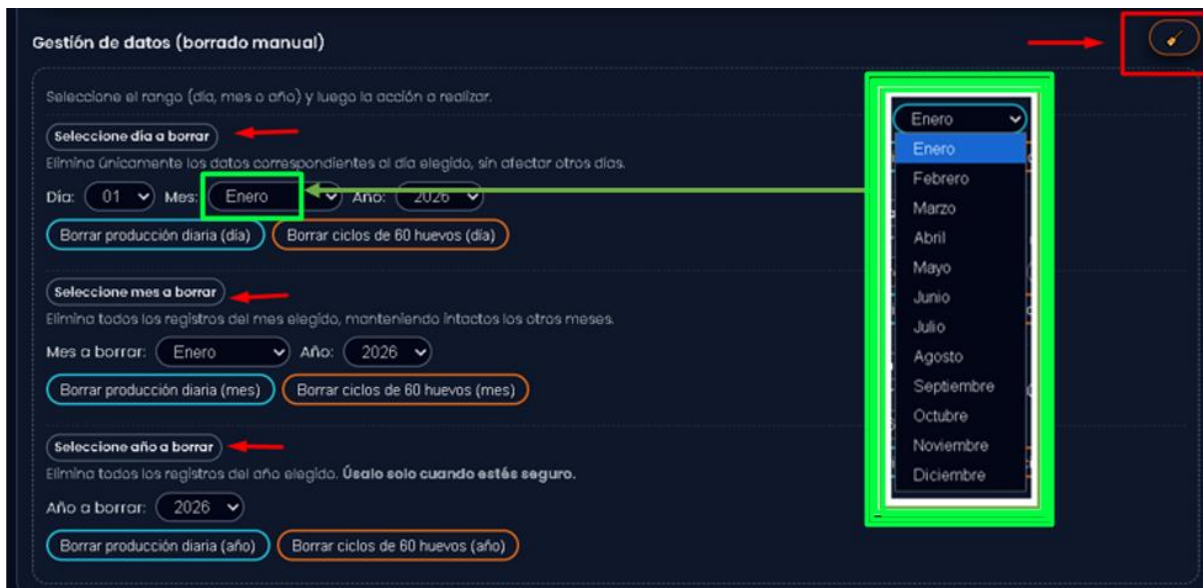 Gestión de datos (borrado manual)
Seleccione el rango (día, mes o año) y luego la acción a realizar.
Seleccione día a borrar
Elimina únicamente los datos correspondientes al día elegido, sin afectar otros días.
Día: 01 Mes: Enero Año: 2026
Borrar producción diaria (día) Borrar ciclos de 60 huevos (día)
Seleccione mes a borrar
Elimina todos los registros del mes elegido, manteniendo intactos los otros meses.
Mes a borrar: Enero Año: 2026
Borrar producción diaria (mes) Borrar ciclos de 60 huevos (mes)
Seleccione año a borrar
Elimina todos los registros del año elegido. Úsalo solo cuando estés seguro.
Año a borrar: 2026
Borrar producción diaria (año) Borrar ciclos de 60 huevos (año)
Enero
Enero
Febrero
Marzo
Abril
Mayo
Junio
Julio
Agosto
Septiembre
Octubre
Noviembre
Diciembre